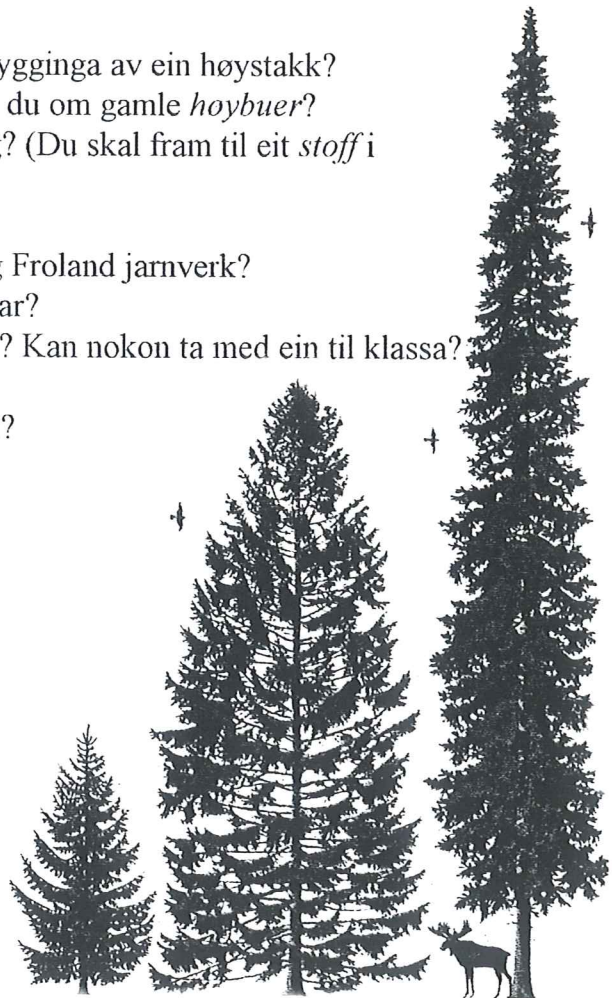 ygginga av ein høystakk?
du om gamle høybuer?
? (Du skal fram til eit stoff i
Froland jarnverk?
ar?
? Kan nokon ta med ein til klassa?
?